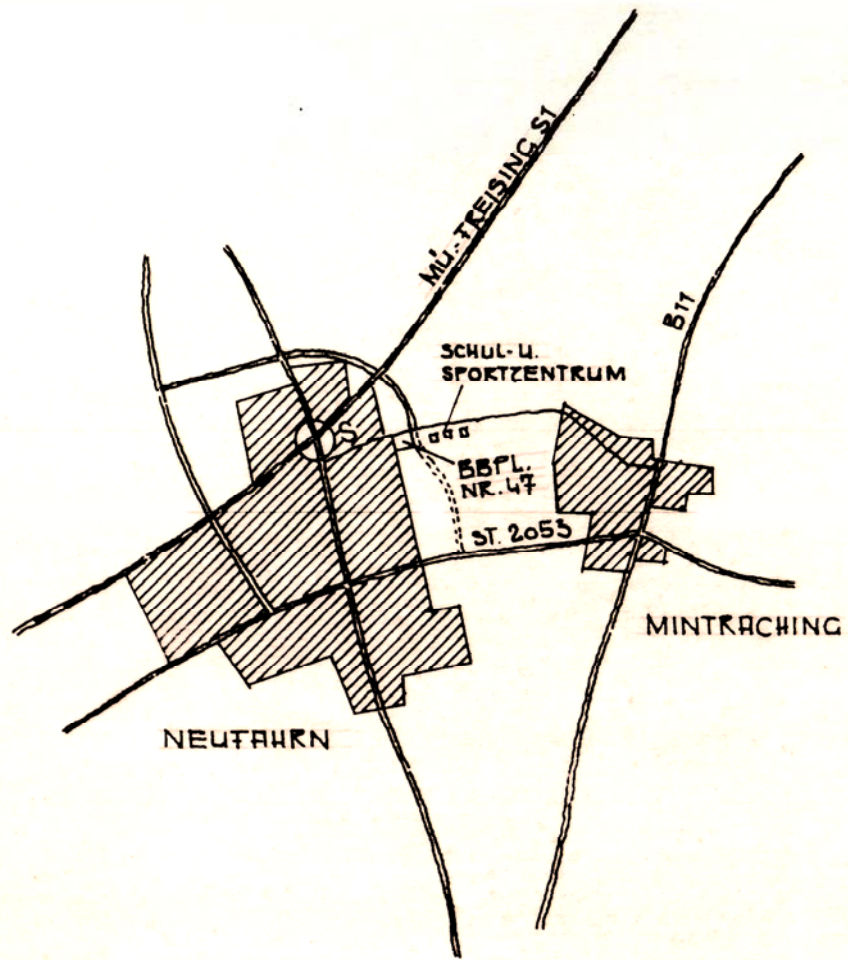 MÜ.-FREISING S1
B11
SCHUL- U.
SPORTZENTRUM
S
BBPL.
NR. 47
ST. 2053
MINTRACHING
NEUFAHRN